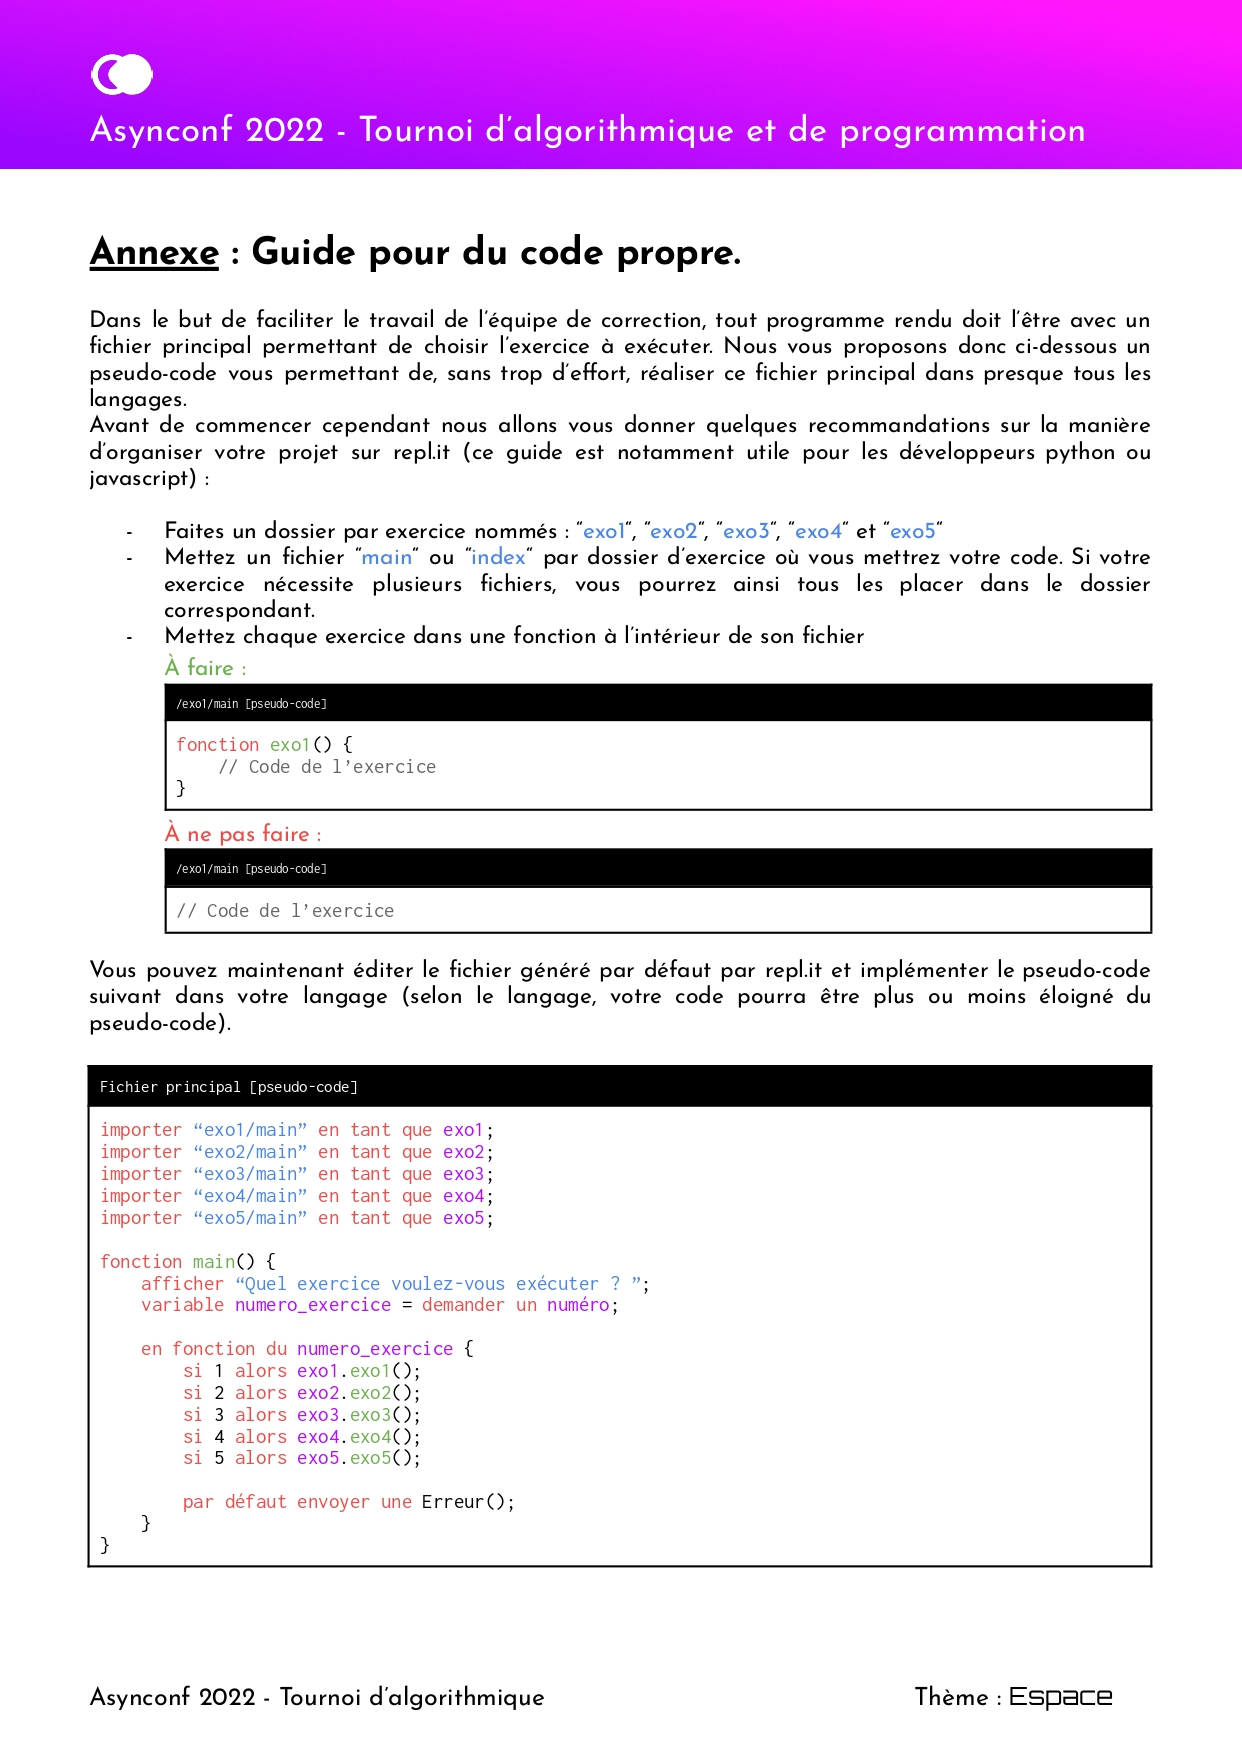 Asynconf 2022 - Tournoi d’algorithmique et de programmation
Annexe : Guide pour du code propre.
Dans le but de faciliter le travail de l’équipe de correction, tout programme rendu doit l’être avec un
fichier principal permettant de choisir l’exercice à exécuter. Nous vous proposons donc ci-dessous un
pseudo-code vous permettant de, sans trop d’effort, réaliser ce fichier principal dans presque tous les
langages.
Avant de commencer cependant nous allons vous donner quelques recommandations sur la manière
d’organiser votre projet sur repl.it (ce guide est notamment utile pour les développeurs python ou
javascript) :
- Faites un dossier par exercice nommés : “exo1”, “exo2”, “exo3”, “exo4” et “exo5”
- Mettez un fichier “main” ou “index” par dossier d’exercice où vous mettrez votre code. Si votre
exercice nécessite plusieurs fichiers, vous pourrez ainsi tous les placer dans le dossier
correspondant.
- Mettez chaque exercice dans une fonction à l’intérieur de son fichier
À faire :
/exo1/main [pseudo-code]
fonction exo1() {
    // Code de l’exercice
}
À ne pas faire :
/exo1/main [pseudo-code]
// Code de l’exercice
Vous pouvez maintenant éditer le fichier généré par défaut par repl.it et implémenter le pseudo-code
suivant dans votre langage (selon le langage, votre code pourra être plus ou moins éloigné du
pseudo-code).
Fichier principal [pseudo-code]
importer “exo1/main” en tant que exo1;
importer “exo2/main” en tant que exo2;
importer “exo3/main” en tant que exo3;
importer “exo4/main” en tant que exo4;
importer “exo5/main” en tant que exo5;
fonction main() {
    afficher “Quel exercice voulez-vous exécuter ? ”;
    variable numero_exercice = demander un numéro;
    en fonction du numero_exercice {
        si 1 alors exo1.exo1();
        si 2 alors exo2.exo2();
        si 3 alors exo3.exo3();
        si 4 alors exo4.exo4();
        si 5 alors exo5.exo5();
        par défaut envoyer une Erreur();
    }
}
Asynconf 2022 - Tournoi d’algorithmique
Thème : Espace